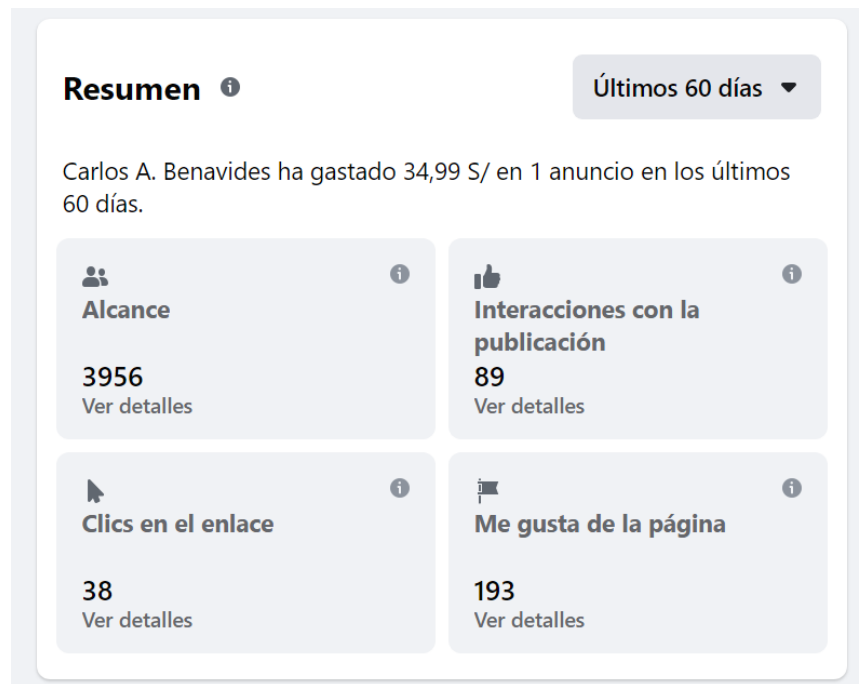 Resumen
Últimos 60 días
Carlos A. Benavides ha gastado 34,99 S/ en 1 anuncio en los últimos
60 días.
Alcance
3956
Ver detalles
Interacciones con la
publicación
89
Ver detalles
Clics en el enlace
38
Ver detalles
Me gusta de la página
193
Ver detalles